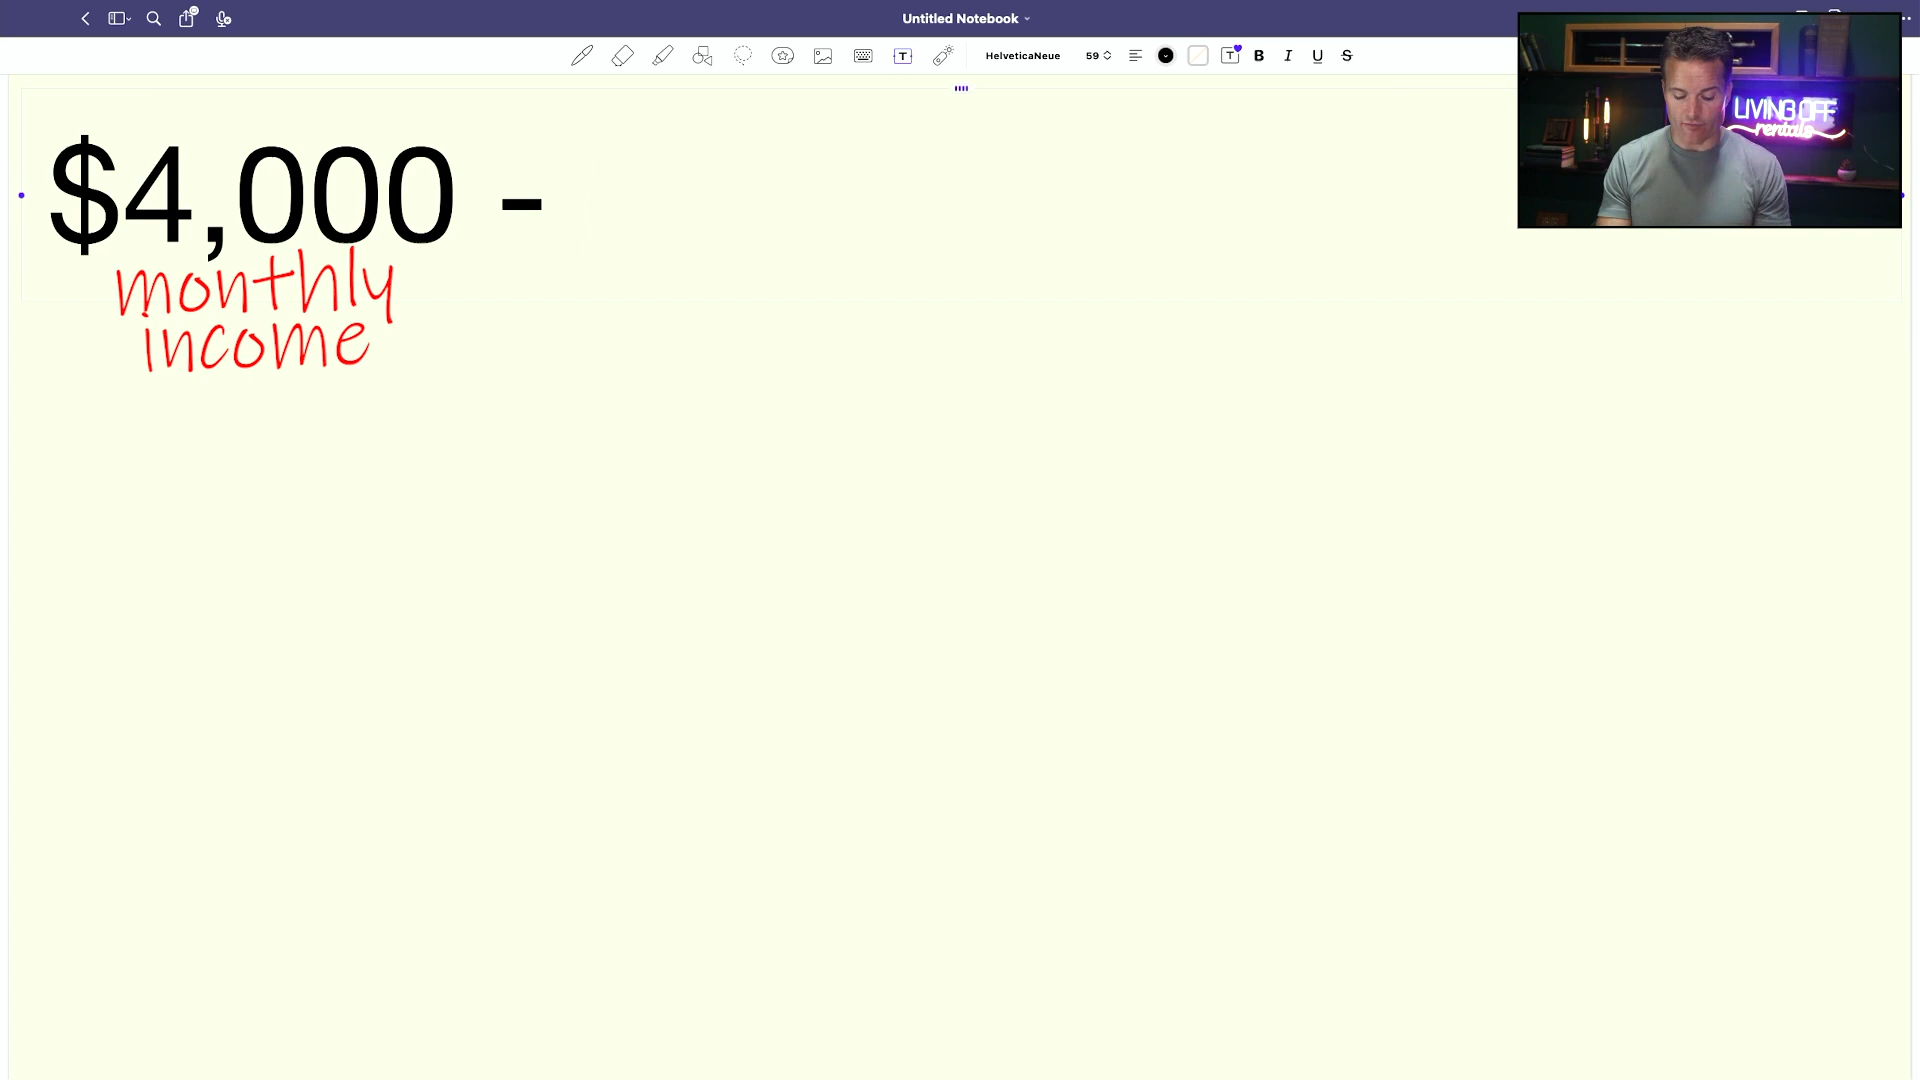 Untitled Notebook
HelveticaNeue 59 B I U S
LIVING OFF
rentals
$4,000 -
monthly
income